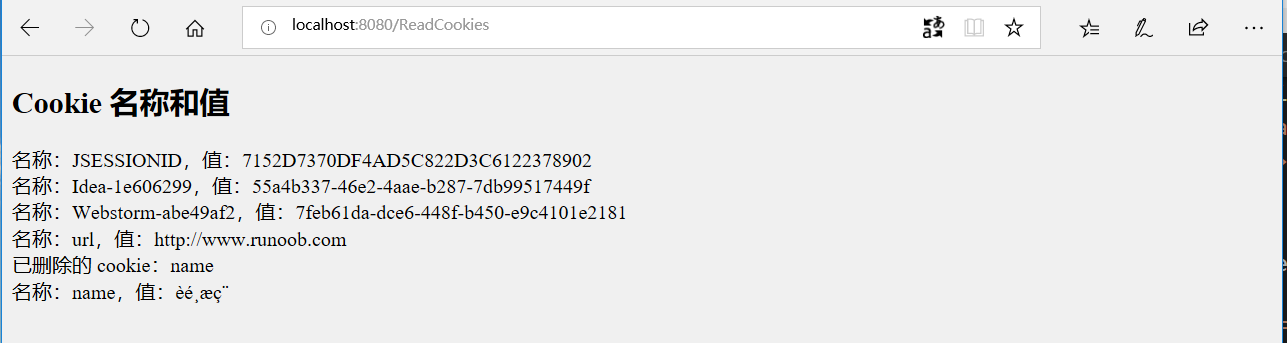 localhost:8080/ReadCookies
Cookie 名称和值
名称：JSESSIONID，值：7152D7370DF4AD5C822D3C6122378902
名称：Idea-1e606299，值：55a4b337-46e2-4aae-b287-7db99517449f
名称：Webstorm-abe49af2，值：7feb61da-dce6-448f-b450-e9c4101e2181
名称：url，值：http://www.runoob.com
已删除的 cookie：name
名称：name，值：èé¸æç¨